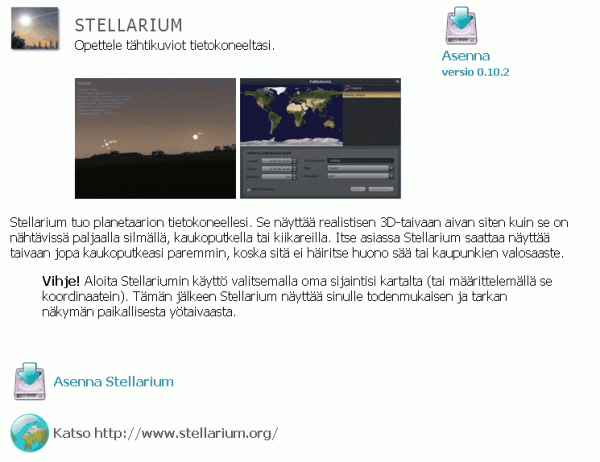 STELLARIUM
Opettele tähtikuviot tietokoneeltasi.
Asenna
versio 0.10.2
Stellarium tuo planetaarion tietokoneellesi. Se näyttää realistisen 3D-taivaan aivan siten kuin se on
nähtävissä paljaalla silmällä, kaukoputkella tai kiikareilla. Itse asiassa Stellarium saattaa näyttää
taivaan jopa kaukoputkeasi paremmin, koska sitä ei häiritse huono sää tai kaupunkien valosaaste.
Vihje! Aloita Stellariumin käyttö valitsemalla oma sijaintisi kartalta (tai määrittelemällä se
koordinaatein). Tämän jälkeen Stellarium näyttää sinulle todenmukaisen ja tarkan
näkymän paikallisesta yötaivaasta.
Asenna Stellarium
Katso http://www.stellarium.org/